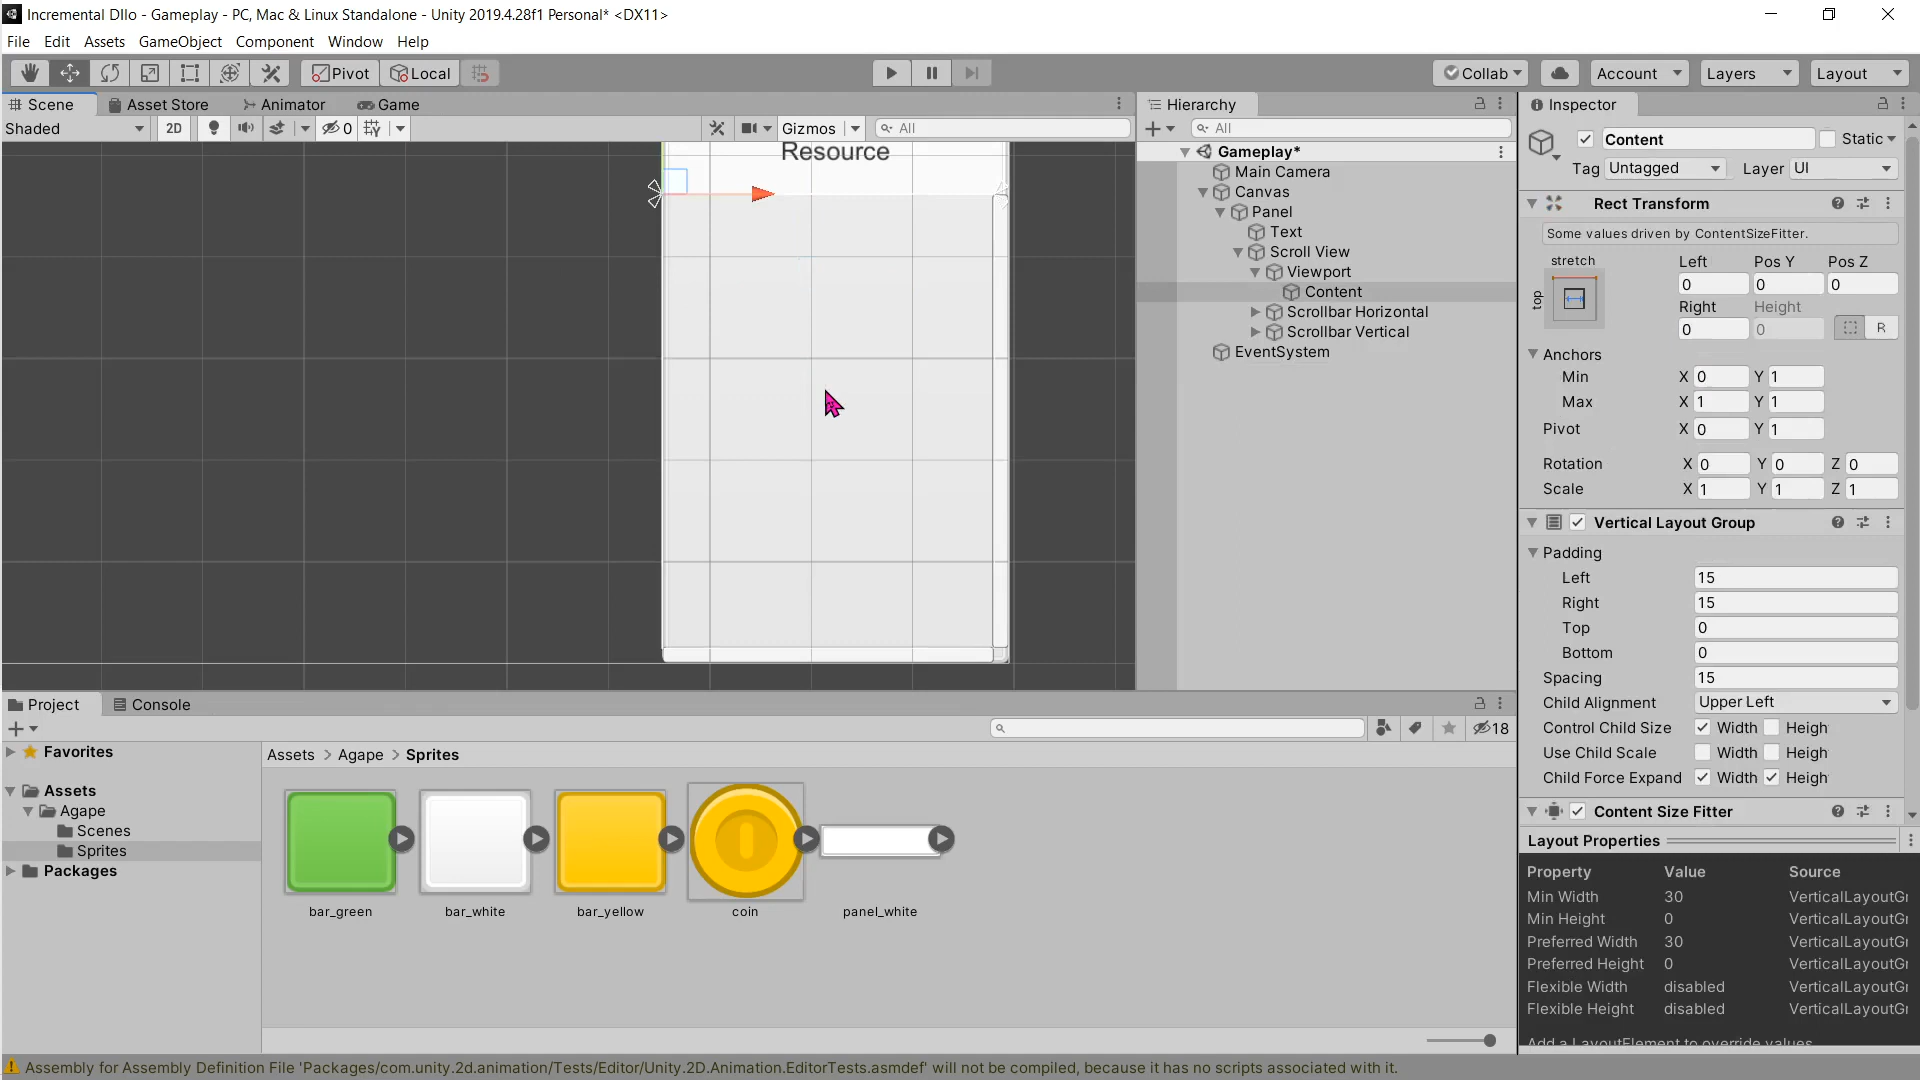 Incremental DIlo - Gameplay - PC, Mac & Linux Standalone - Unity 2019.4.28f1 Personal* <DX11>
File Edit Assets GameObject Component Window Help
Pivot Local Collab Account Layers Layout
Scene Asset Store Animator Game
Shaded 2D 0 Gizmos All
Resource
Hierarchy
All
Gameplay*
Main Camera
Canvas
Panel
Text
Scroll View
Viewport
Content
Scrollbar Horizontal
Scrollbar Vertical
EventSystem
Inspector
Content Static
Tag Untagged Layer UI
Rect Transform
Some values driven by ContentSizeFitter.
stretch Left Pos Y Pos Z
top 0 0 0
Right Height
0 0 R
Anchors
Min X 0 Y 1
Max X 1 Y 1
Pivot X 0 Y 1
Rotation X 0 Y 0 Z 0
Scale X 1 Y 1 Z 1
Vertical Layout Group
Padding
Left 15
Right 15
Top 0
Bottom 0
Spacing 15
Child Alignment Upper Left
Control Child Size Width Heigh
Use Child Scale Width Heigh
Child Force Expand Width Heigh
Content Size Fitter
Layout Properties
Property Value Source
Min Width 30 VerticalLayoutGr
Min Height 0 VerticalLayoutGr
Preferred Width 30 VerticalLayoutGr
Preferred Height 0 VerticalLayoutGr
Flexible Width disabled VerticalLayoutGr
Flexible Height disabled VerticalLayoutGr
Add a LayoutElement to override values.
Project Console
18
Favorites
Assets
Agape
Scenes
Sprites
Packages
Assets > Agape > Sprites
bar_green bar_white bar_yellow coin panel_white
Assembly for Assembly Definition File 'Packages/com.unity.2d.animation/Tests/Editor/Unity.2D.Animation.EditorTests.asmdef' will not be compiled, because it has no scripts associated with it.